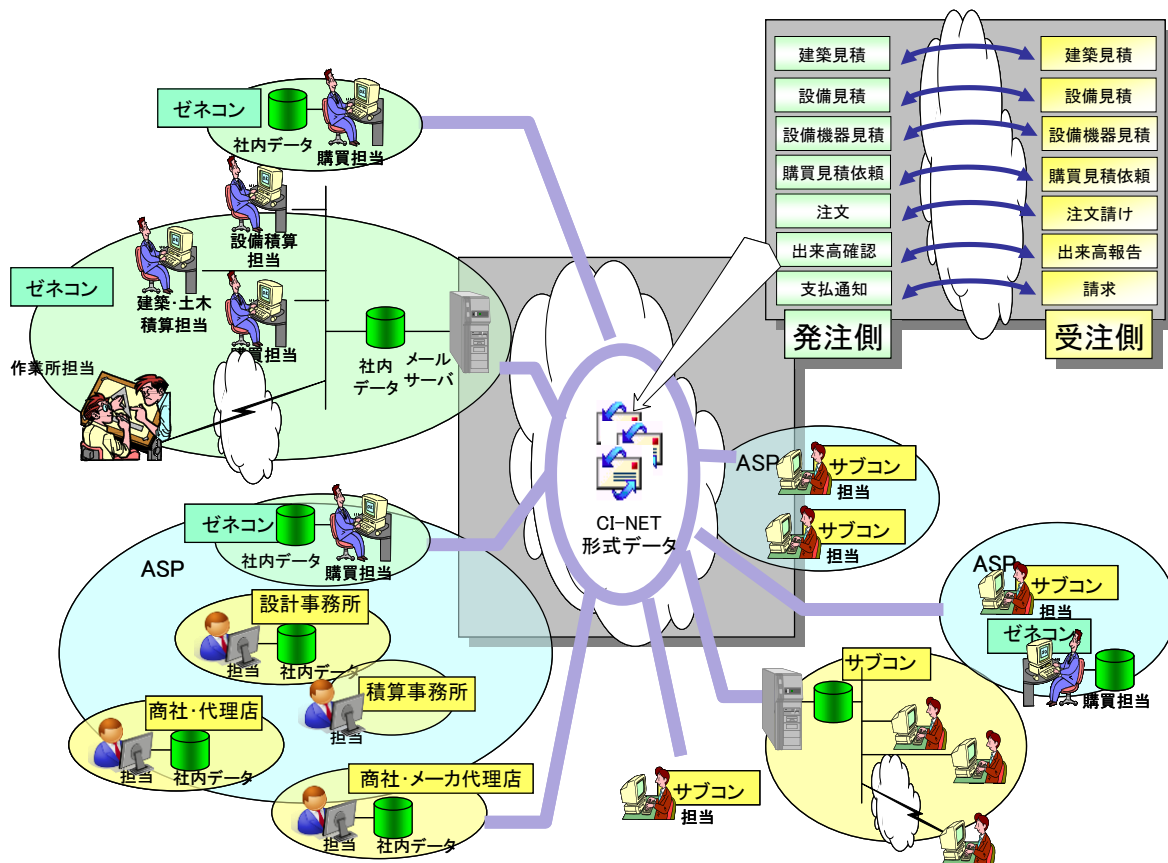 建築見積
建築見積
設備見積
設備見積
設備機器見積
設備機器見積
購買見積依頼
購買見積依頼
注文
注文請け
出来高確認
出来高報告
支払通知
請求
発注側
受注側
ゼネコン
社内データ
購買担当
設備積算
担当
ゼネコン
建築・土木
積算担当
購買担当
作業所担当
社内
データ
メール
サーバ
CI-NET
形式データ
ASP
サブコン
担当
サブコン
担当
ゼネコン
社内データ
購買担当
ASP
設計事務所
担当
社内データ
積算事務所
担当
商社・代理店
担当
社内データ
商社・メーカ代理店
担当
社内データ
ASP
サブコン
担当
ゼネコン
購買担当
サブコン
サブコン
担当